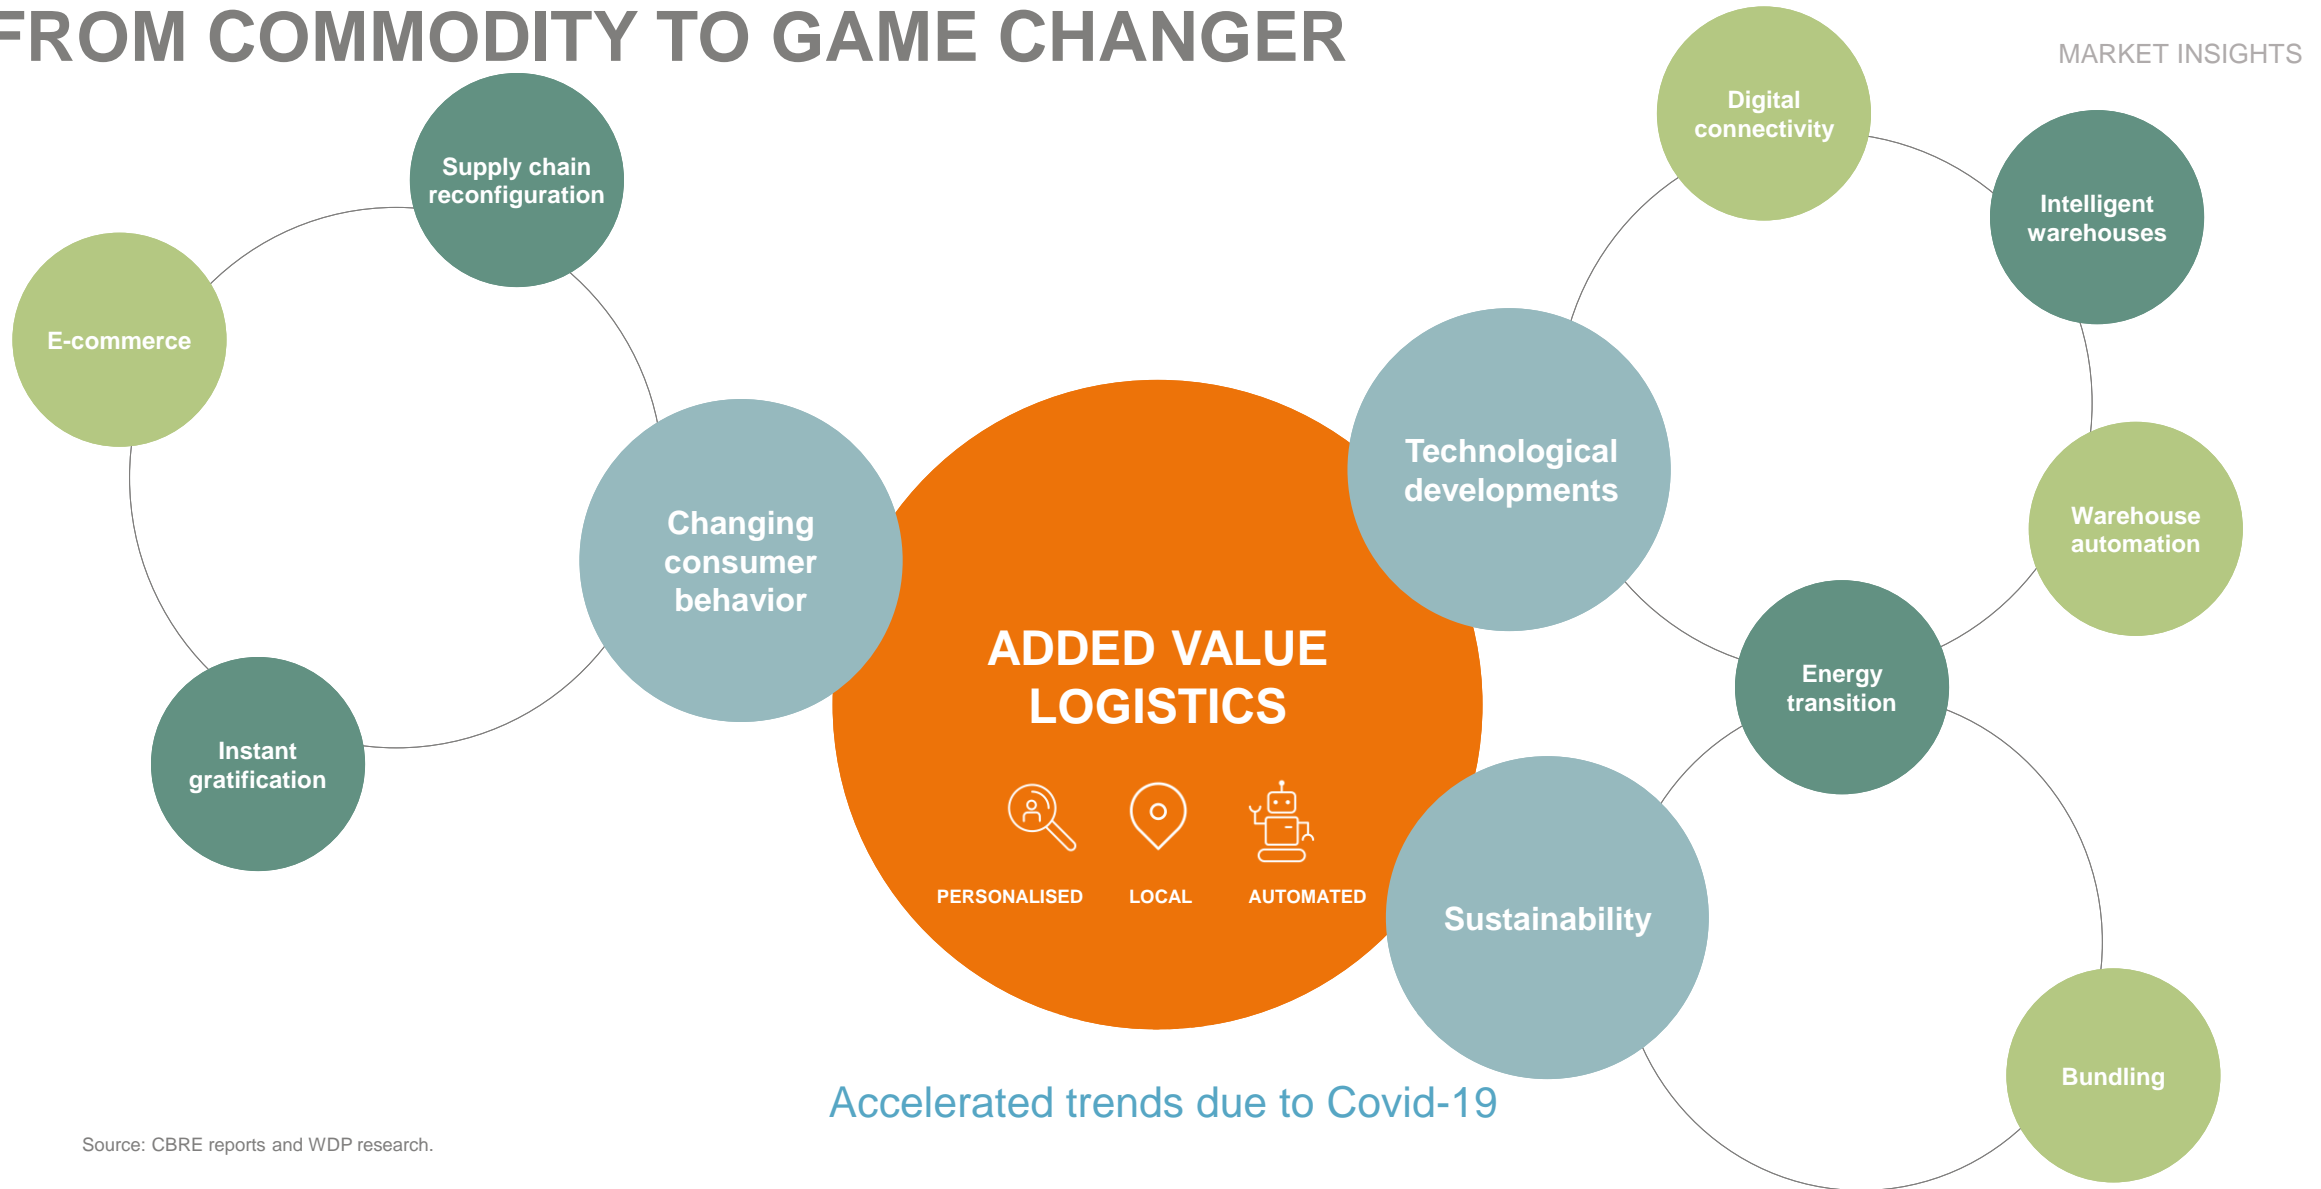 FROM COMMODITY TO GAME CHANGER
MARKET INSIGHTS
Supply chain
reconfiguration
E-commerce
Instant
gratification
Changing
consumer
behavior
Digital
connectivity
Intelligent
warehouses
Technological
developments
Warehouse
automation
Energy
transition
ADDED VALUE
LOGISTICS
PERSONALISED
LOCAL
AUTOMATED
Sustainability
Bundling
Accelerated trends due to Covid-19
Source: CBRE reports and WDP research.